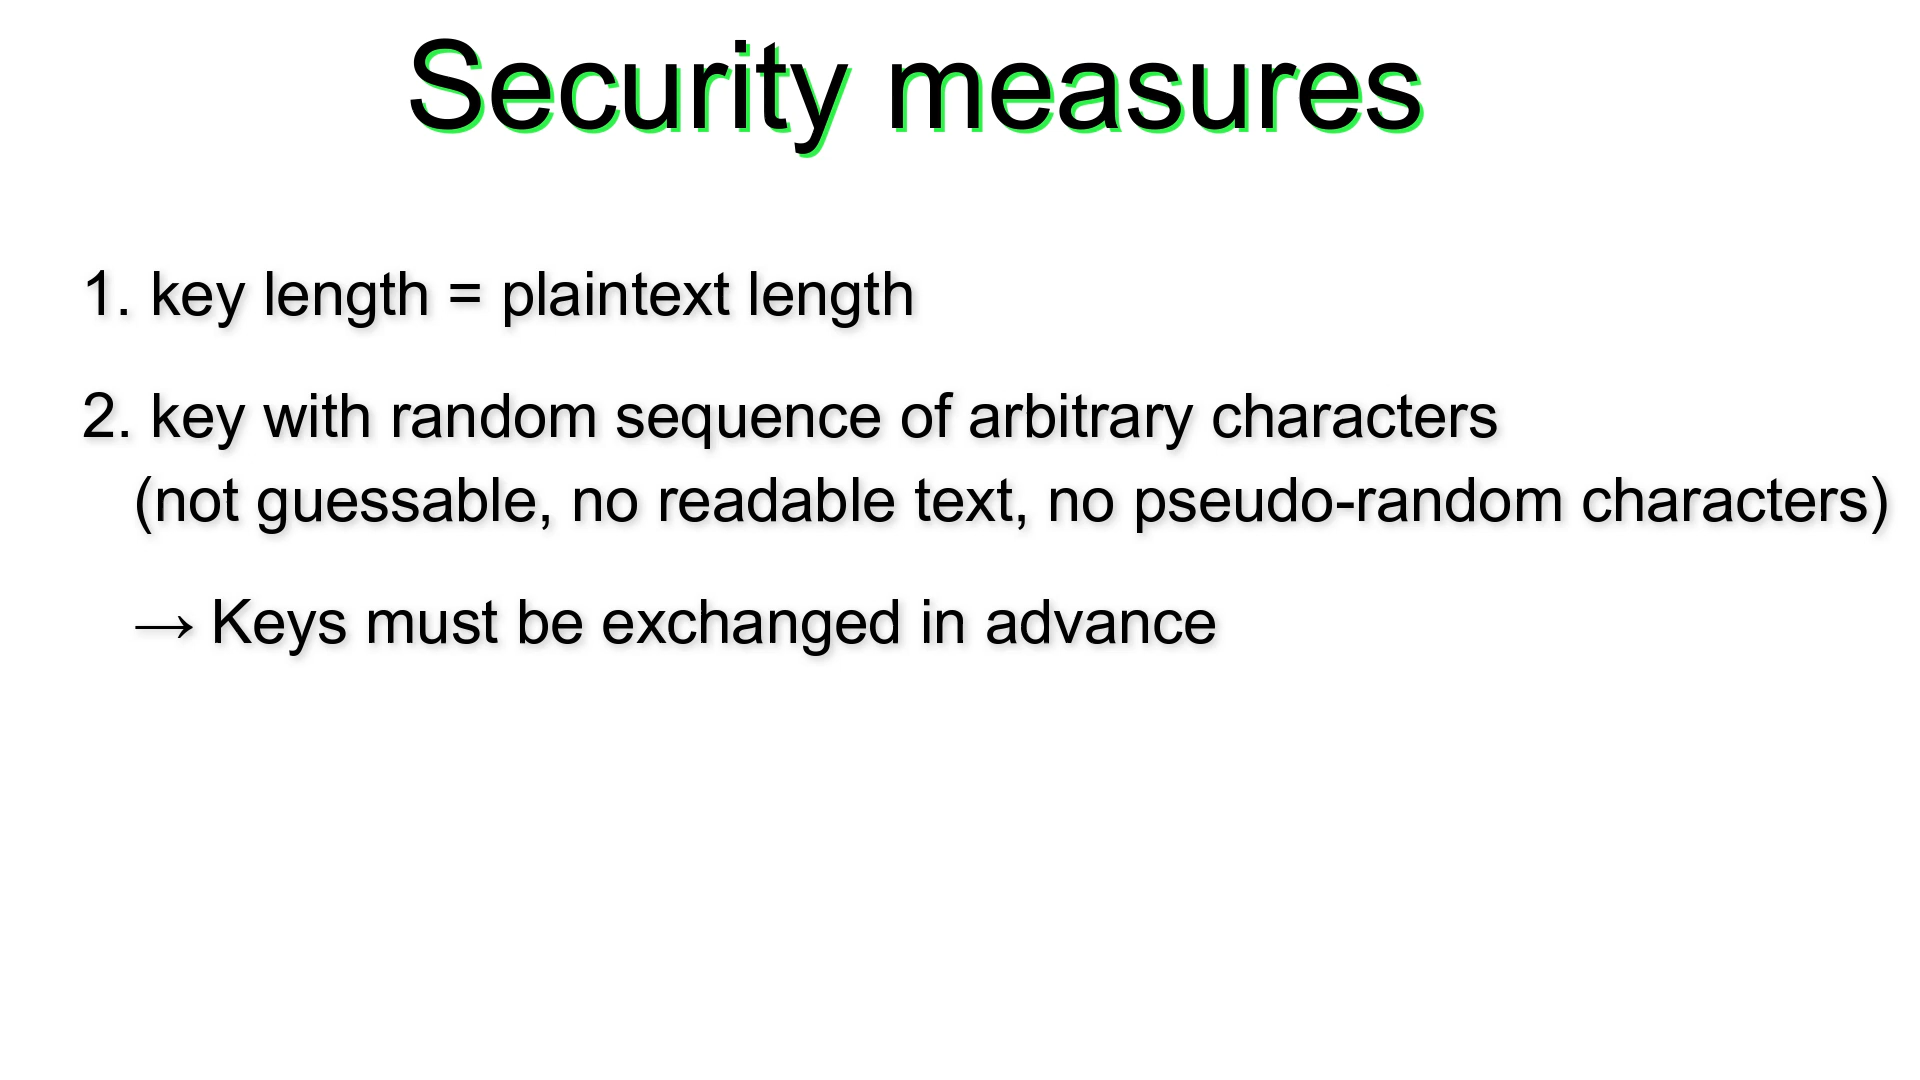 Security measures
1. key length = plaintext length
2. key with random sequence of arbitrary characters
(not guessable, no readable text, no pseudo-random characters)
→ Keys must be exchanged in advance